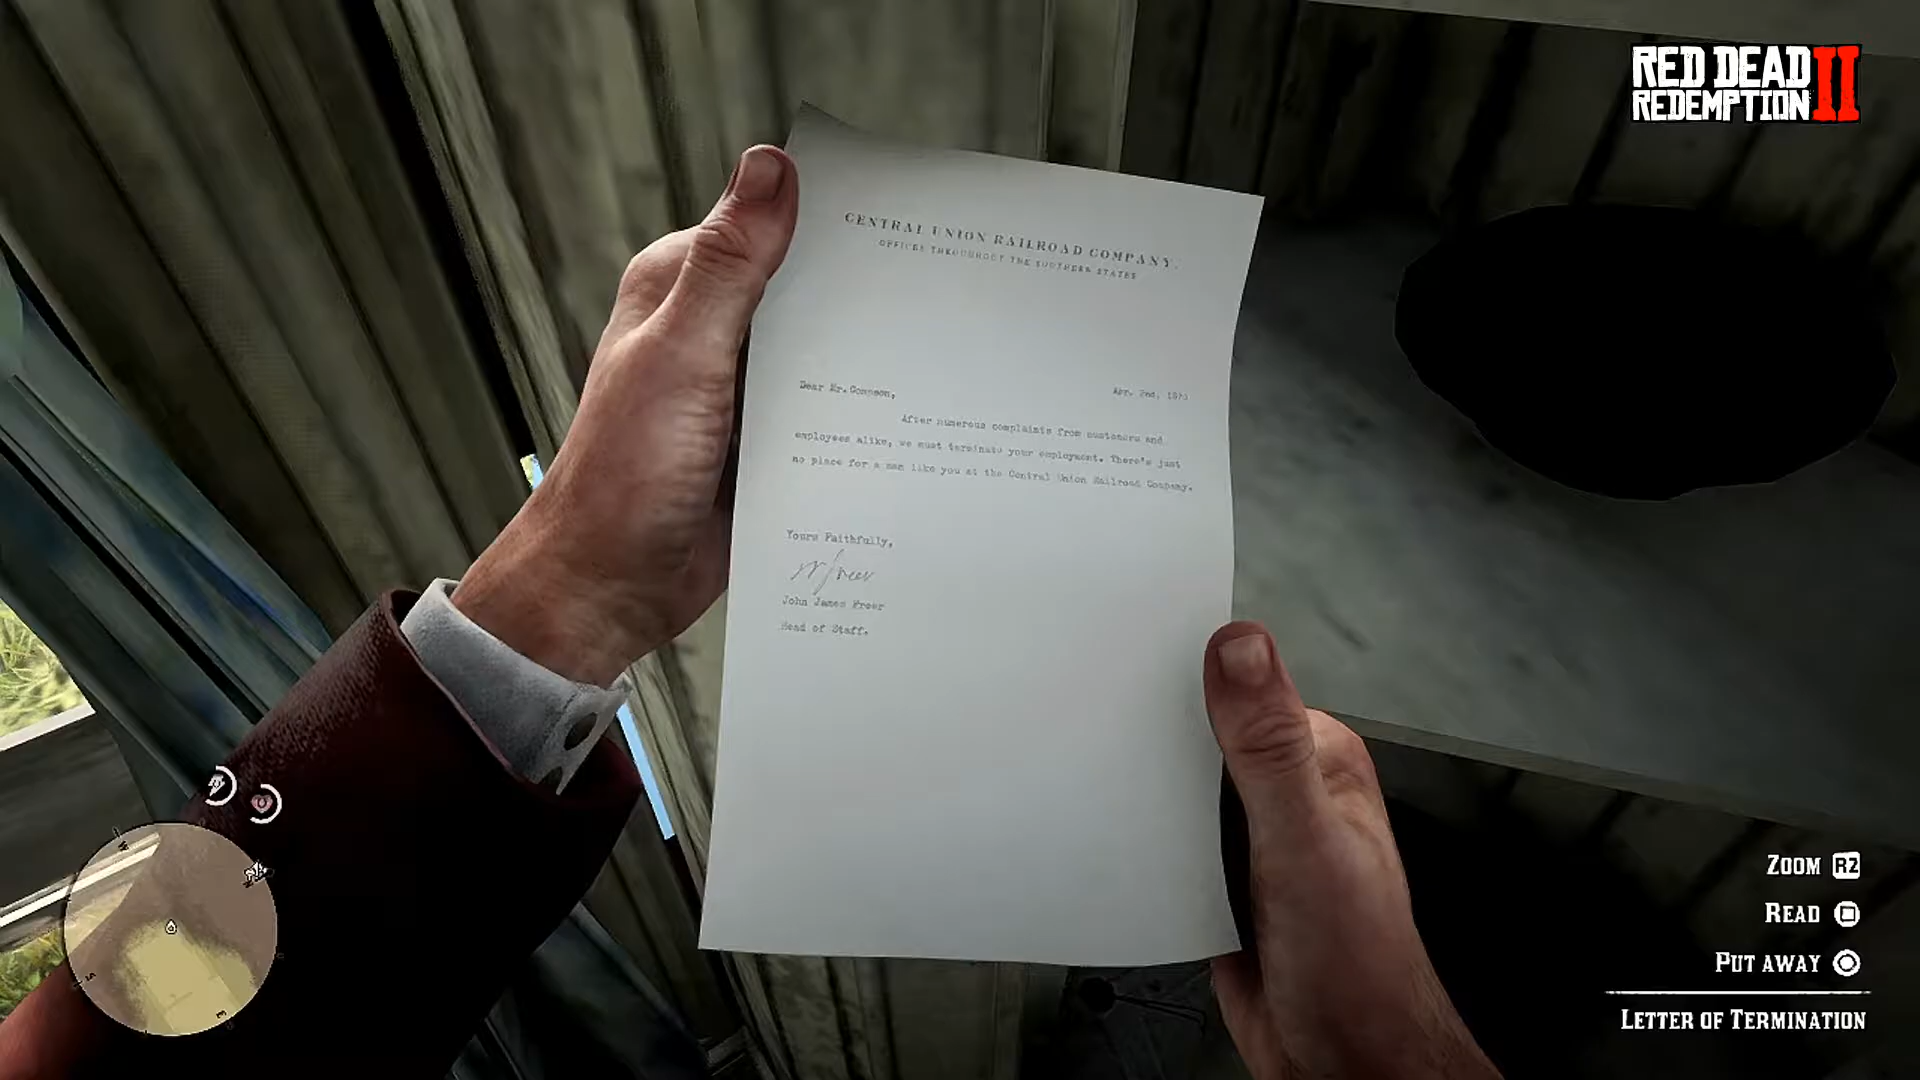 RED DEAD
REDEMPTION II
CENTRAL UNION RAILROAD COMPANY.
OFFICES THROUGHOUT THE SOUTHERN STATES
Dear Mr.
Apr. 2nd,
After numerous complaints from customers and
employees alike, we must terminate your employment. There's just
no place for a man like you at the Central Union Railroad Company.
Yours Faithfully,
John James Freer
Head of Staff.
ZOOM R2
READ
PUT AWAY
LETTER OF TERMINATION